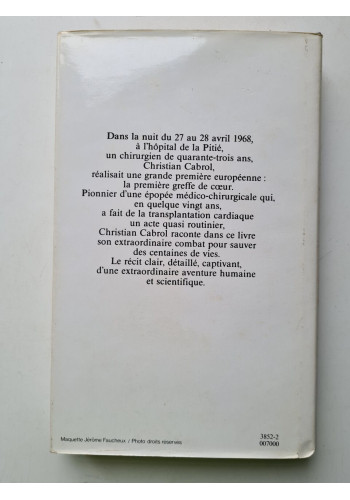 Dans la nuit du 27 au 28 avril 1968,
à l'hôpital de la Pitié,
un chirurgien de quarante-trois ans,
Christian Cabrol,
réalisait une grande première européenne :
la première greffe de cœur.
Pionnier d'une épopée médico-chirurgicale qui,
en quelque vingt ans,
a fait de la transplantation cardiaque
un acte quasi routinier,
Christian Cabrol raconte dans ce livre
son extraordinaire combat pour sauver
des centaines de vies.
Le récit clair, détaillé, captivant,
d'une extraordinaire aventure humaine
et scientifique.
Maquette Jérôme Faucheux / Photo droits réservés
3852-2
007000